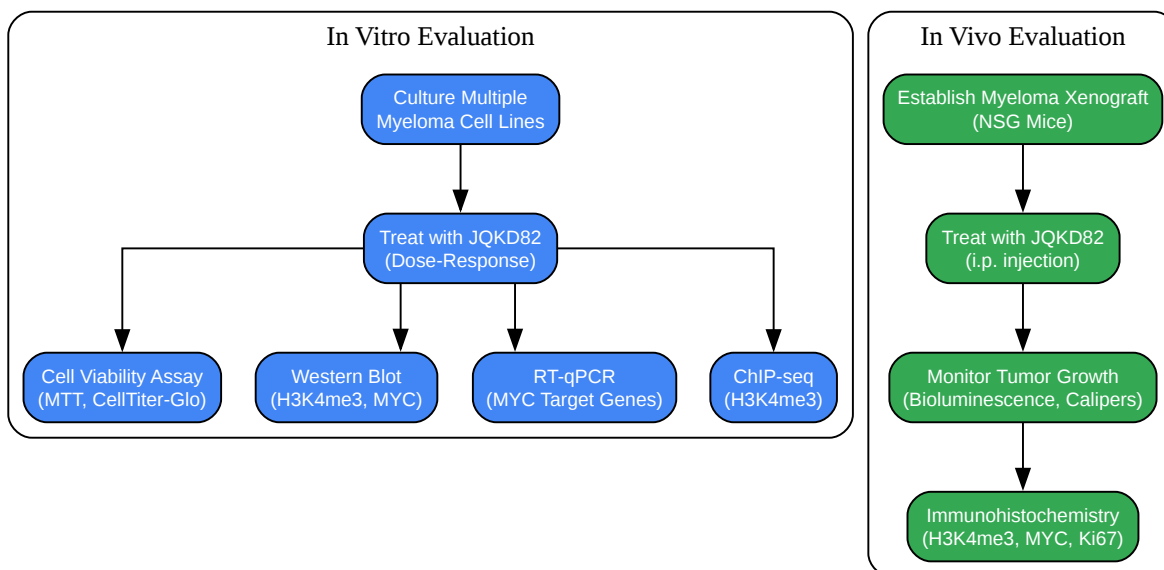 In Vitro Evaluation
Culture Multiple
Myeloma Cell Lines
Treat with JQKD82
(Dose-Response)
Cell Viability Assay
(MTT, CellTiter-Glo)
Western Blot
(H3K4me3, MYC)
RT-qPCR
(MYC Target Genes)
ChIP-seq
(H3K4me3)
In Vivo Evaluation
Establish Myeloma Xenograft
(NSG Mice)
Treat with JQKD82
(i.p. injection)
Monitor Tumor Growth
(Bioluminescence, Calipers)
Immunohistochemistry
(H3K4me3, MYC, Ki67)